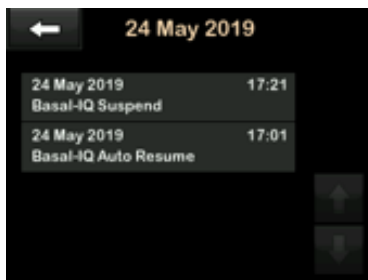 24 May 2019
24 May 2019 17:21
Basal-IQ Suspend
24 May 2019 17:01
Basal-IQ Auto Resume